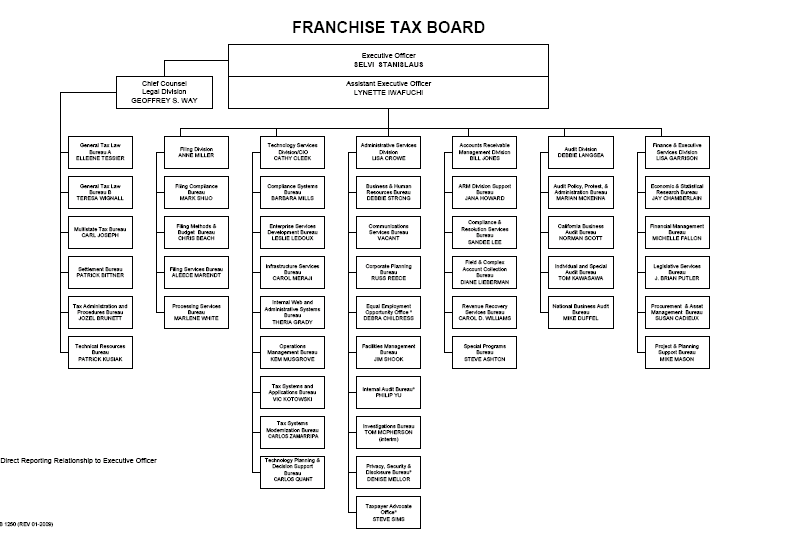 FRANCHISE TAX BOARD
Executive Officer
SELVI STANISLAUS
Assistant Executive Officer
LYNETTE IWAFUCHI
Chief Counsel
Legal Division
GEOFFREY S. WAY
General Tax Law
Bureau A
ELLEENE TESSIER
General Tax Law
Bureau B
TERESA WIGNALL
Multistate Tax Bureau
CARL JOSEPH
Settlement Bureau
PATRICK BITTNER
Tax Administration and
Procedures Bureau
JOZEL BRUNETT
Technical Resources
Bureau
PATRICK KUSIAK
Filing Division
ANNE MILLER
Filing Compliance
Bureau
MARK SHIJO
Filing Methods &
Budget Bureau
CHRIS BEACH
Filing Services Bureau
ALEECE MARENDT
Processing Services
Bureau
MARLENE WHITE
Technology Services
Division/CIO
CATHY CLEEK
Compliance Systems
Bureau
BARBARA MILLS
Enterprise Services
Development Bureau
LESLIE LEDOUX
Infrastructure Services
Bureau
CAROL MERAJI
Internal Web and
Administrative Systems
Bureau
THERIA GRADY
Operations
Management Bureau
KEM MUSGROVE
Tax Systems and
Applications Bureau
VIC KOTOWSKI
Tax Systems
Modernization Bureau
CARLOS ZAMARRIPA
Technology Planning &
Decision Support
Bureau
CARLOS QUANT
Administrative Services
Division
LISA CROWE
Business & Human
Resources Bureau
DEBBIE STRONG
Communications
Services Bureau
VACANT
Corporate Planning
Bureau
RUSS REECE
Equal Employment
Opportunity Office *
DEBRA CHILDRESS
Facilities Management
Bureau
JIM SHOOK
Internal Audit Bureau*
PHILIP YU
Investigations Bureau
TOM MCPHERSON
(interim)
Privacy, Security &
Disclosure Bureau*
DENISE MELLOR
Taxpayer Advocate
Office*
STEVE SIMS
Accounts Receivable
Management Division
BILL JONES
ARM Division Support
Bureau
JANA HOWARD
Compliance &
Resolution Services
Bureau
SANDEE LEE
Field & Complex
Account Collection
Bureau
DIANE LIEBERMAN
Revenue Recovery
Services Bureau
CAROL D. WILLIAMS
Special Programs
Bureau
STEVE ASHTON
Audit Division
DEBBIE LANGSEA
Audit Policy, Protest, &
Administration Bureau
MARIAN MCKENNA
California Business
Audit Bureau
NORMAN SCOTT
Individual and Special
Audit Bureau
TOM KAWASAWA
National Business Audit
Bureau
MIKE DUFFEL
Finance & Executive
Services Division
LISA GARRISON
Economic & Statistical
Research Bureau
JAY CHAMBERLAIN
Financial Management
Bureau
MICHELLE FALLON
Legislative Services
Bureau
J. BRIAN PUTLER
Procurement & Asset
Management Bureau
SUSAN CADIEUX
Project & Planning
Support Bureau
MIKE MASON
Direct Reporting Relationship to Executive Officer
B 1250 (REV 01-2009)